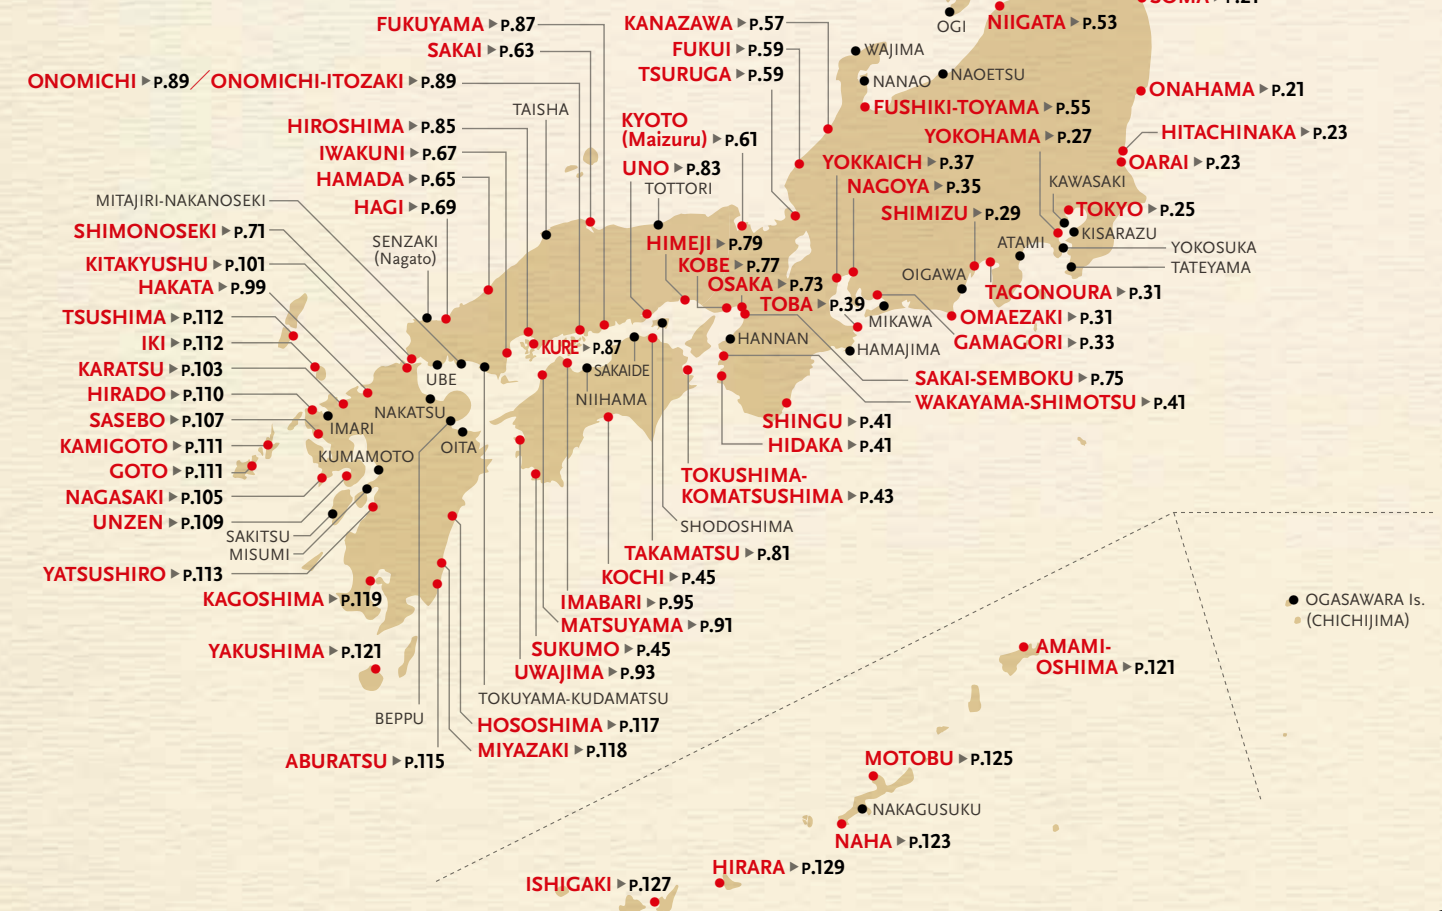 SOMA ▶P.21
FUKUYAMA ▶P.87
KANAZAWA ▶P.57
OGI
NIIGATA ▶P.53
SAKAI ▶P.63
FUKUI ▶P.59
WAJIMA
ONOMICHI ▶P.89／ONOMICHI-ITOZAKI ▶P.89
TSURUGA ▶P.59
NANAO
NAOETSU
ONAHAMA ▶P.21
TAISHA
FUSHIKI-TOYAMA ▶P.55
HIROSHIMA ▶P.85
KYOTO
(Maizuru) ▶P.61
YOKOHAMA ▶P.27
HITACHINAKA ▶P.23
IWAKUNI ▶P.67
UNO ▶P.83
YOKKAICH ▶P.37
OARAI ▶P.23
HAMADA ▶P.65
TOTTORI
NAGOYA ▶P.35
KAWASAKI
MITAJIRI-NAKANOSEKI
HAGI ▶P.69
SHIMIZU ▶P.29
TOKYO ▶P.25
SHIMONOSEKI ▶P.71
SENZAKI
(Nagato)
HIMEJI ▶P.79
ATAMI
KISARAZU
YOKOSUKA
KITAKYUSHU ▶P.101
KOBE ▶P.77
OIGAWA
TATEYAMA
HAKATA ▶P.99
OSAKA ▶P.73
TAGONOURA ▶P.31
TOBA ▶P.39
TSUSHIMA ▶P.112
MIKAWA
OMAEZAKI ▶P.31
IKI ▶P.112
KURE ▶P.87
HANNAN
HAMAJIMA
GAMAGORI ▶P.33
KARATSU ▶P.103
UBE
SAKAIDE
SAKAI-SEMBOKU ▶P.75
HIRADO ▶P.110
NIIHAMA
WAKAYAMA-SHIMOTSU ▶P.41
NAKATSU
SASEBO ▶P.107
IMARI
SHINGU ▶P.41
KAMIGOTO ▶P.111
OITA
HIDAKA ▶P.41
KUMAMOTO
GOTO ▶P.111
TOKUSHIMA-
KOMATSUSHIMA ▶P.43
NAGASAKI ▶P.105
UNZEN ▶P.109
SHODOSHIMA
SAKITSU
MISUMI
TAKAMATSU ▶P.81
YATSUSHIRO ▶P.113
KOCHI ▶P.45
KAGOSHIMA ▶P.119
IMABARI ▶P.95
OGASAWARA Is.
(CHICHIJIMA)
MATSUYAMA ▶P.91
YAKUSHIMA ▶P.121
SUKUMO ▶P.45
AMAMI-
OSHIMA ▶P.121
UWAJIMA ▶P.93
TOKUYAMA-KUDAMATSU
BEPPU
HOSOSHIMA ▶P.117
MIYAZAKI ▶P.118
ABURATSU ▶P.115
MOTOBU ▶P.125
NAKAGUSUKU
NAHA ▶P.123
HIRARA ▶P.129
ISHIGAKI ▶P.127